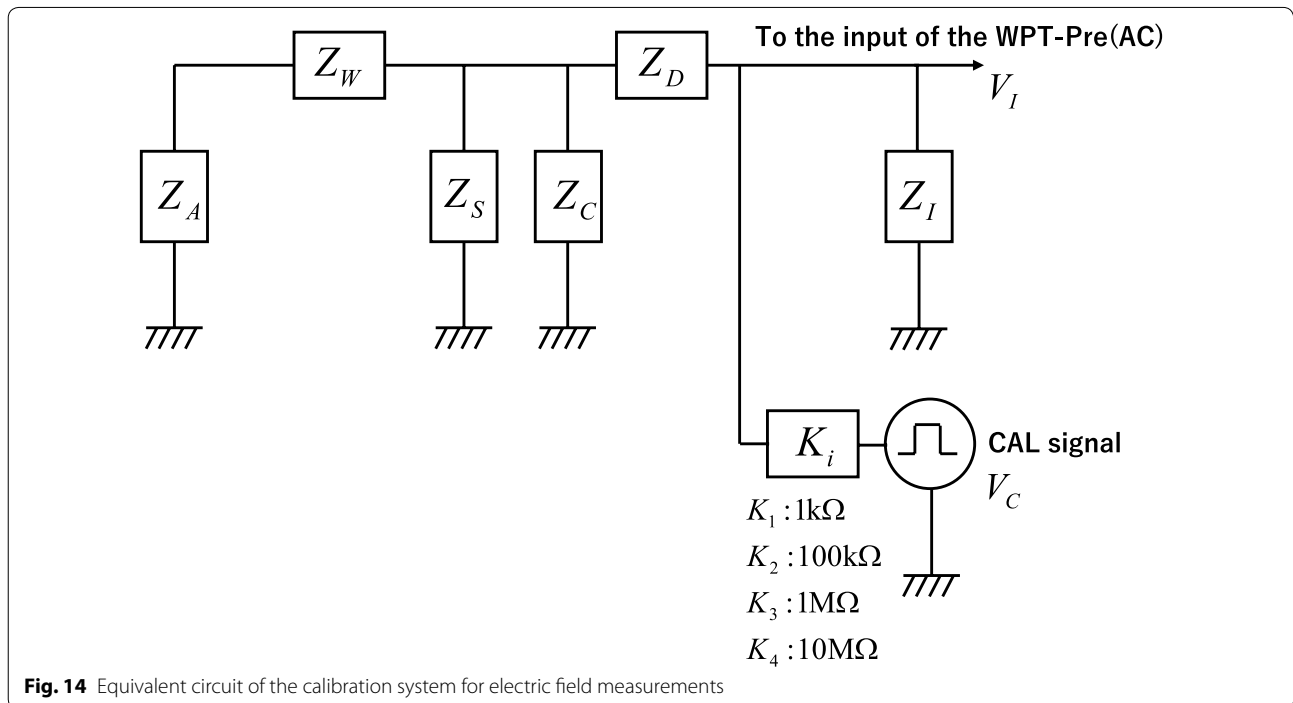 To the input of the WPT-Pre(AC)
Z_W
Z_D
V_I
Z_A
Z_S
Z_C
Z_I
K_i
CAL signal
V_C
K_1 : 1kΩ
K_2 : 100kΩ
K_3 : 1MΩ
K_4 : 10MΩ
Fig. 14 Equivalent circuit of the calibration system for electric field measurements